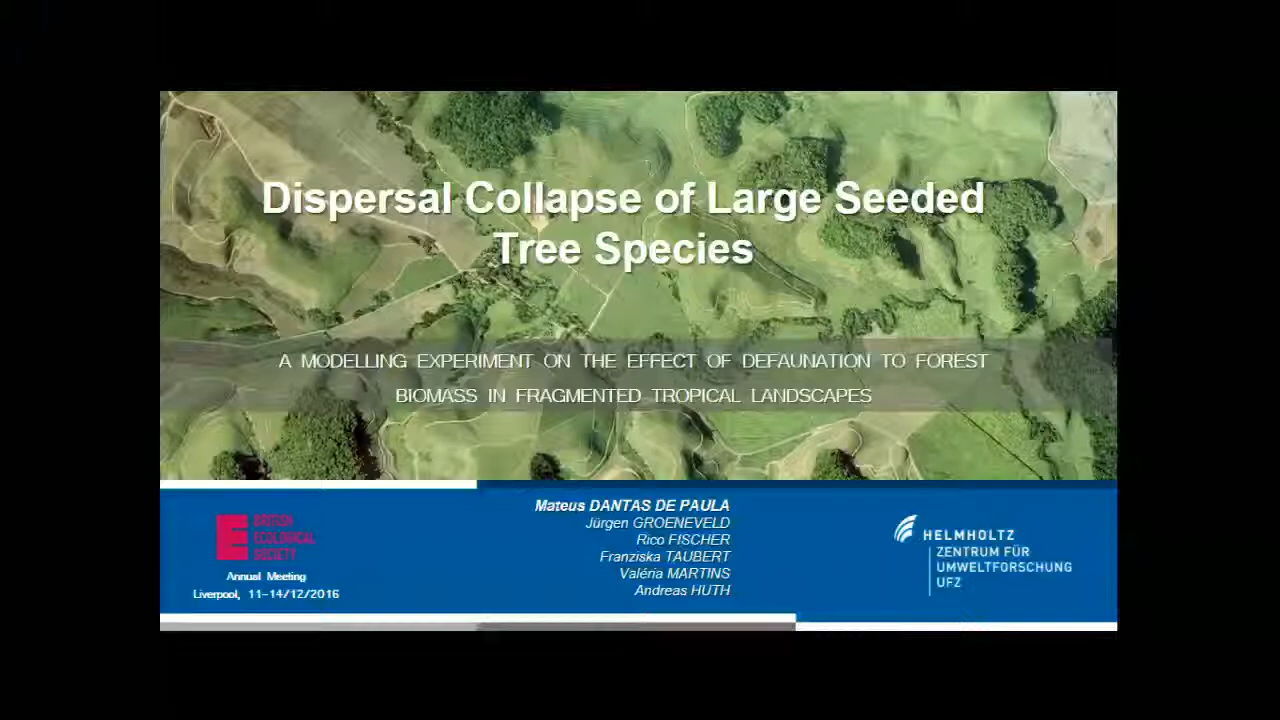 Dispersal Collapse of Large Seeded
Tree Species
A MODELLING EXPERIMENT ON THE EFFECT OF DEFAUNATION TO FOREST
BIOMASS IN FRAGMENTED TROPICAL LANDSCAPES
BRITISH
ECOLOGICAL
SOCIETY
Annual Meeting
Liverpool, 11-14/12/2016
Mateus DANTAS DE PAULA
Jürgen GROENEVELD
Rico FISCHER
Franziska TAUBERT
Valéria MARTINS
Andreas HUTH
HELMHOLTZ
ZENTRUM FÜR
UMWELTFORSCHUNG
UFZ